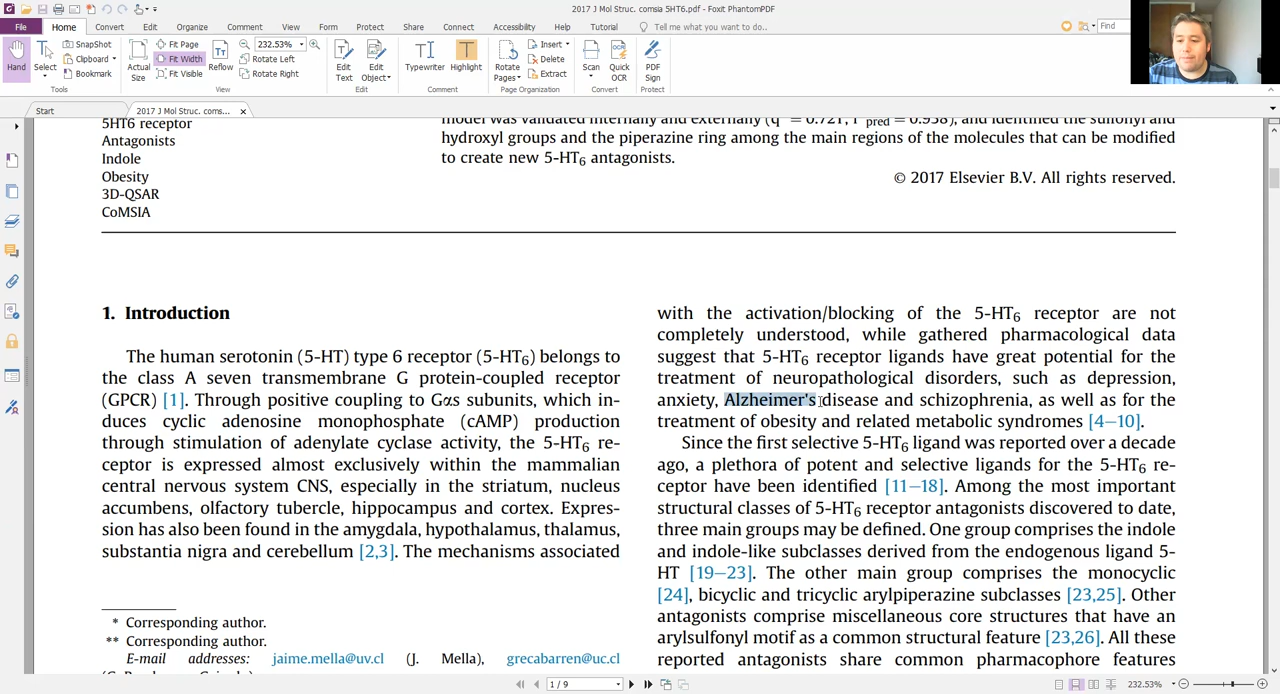 2017 J Mol Struc. comsia 5HT6.pdf - Foxit PhantomPDF
File Home Convert Edit Organize Comment View Form Protect Share Connect Accessibility Help Tutorial Tell me what you want to do... Find
Hand Select SnapShot Clipboard Bookmark Actual Size Fit Page Fit Width Fit Visible Reflow 232.53% Rotate Left Rotate Right Edit Text Edit Object Typewriter Highlight Rotate Pages Insert Delete Extract Scan Quick OCR PDF Sign
Tools View Edit Comment Page Organization Convert Protect
Start 2017 J Mol Struc. coms...
5HT6 receptor
Antagonists
Indole
Obesity
3D-QSAR
CoMSIA
model was validated internally and externally (q² = 0.721, r²pred = 0.938), and identified the sulfonyl and
hydroxyl groups and the piperazine ring among the main regions of the molecules that can be modified
to create new 5-HT6 antagonists.
© 2017 Elsevier B.V. All rights reserved.
1. Introduction
The human serotonin (5-HT) type 6 receptor (5-HT6) belongs to
the class A seven transmembrane G protein-coupled receptor
(GPCR) [1]. Through positive coupling to Gαs subunits, which in-
duces cyclic adenosine monophosphate (cAMP) production
through stimulation of adenylate cyclase activity, the 5-HT6 re-
ceptor is expressed almost exclusively within the mammalian
central nervous system CNS, especially in the striatum, nucleus
accumbens, olfactory tubercle, hippocampus and cortex. Expres-
sion has also been found in the amygdala, hypothalamus, thalamus,
substantia nigra and cerebellum [2,3]. The mechanisms associated
* Corresponding author.
** Corresponding author.
E-mail addresses: jaime.mella@uv.cl (J. Mella), grecabarren@uc.cl
with the activation/blocking of the 5-HT6 receptor are not
completely understood, while gathered pharmacological data
suggest that 5-HT6 receptor ligands have great potential for the
treatment of neuropathological disorders, such as depression,
anxiety, Alzheimer's disease and schizophrenia, as well as for the
treatment of obesity and related metabolic syndromes [4–10].
Since the first selective 5-HT6 ligand was reported over a decade
ago, a plethora of potent and selective ligands for the 5-HT6 re-
ceptor have been identified [11–18]. Among the most important
structural classes of 5-HT6 receptor antagonists discovered to date,
three main groups may be defined. One group comprises the indole
and indole-like subclasses derived from the endogenous ligand 5-
HT [19–23]. The other main group comprises the monocyclic
[24], bicyclic and tricyclic arylpiperazine subclasses [23,25]. Other
antagonists comprise miscellaneous core structures that have an
arylsulfonyl motif as a common structural feature [23,26]. All these
reported antagonists share common pharmacophore features
1 / 9
232.53%